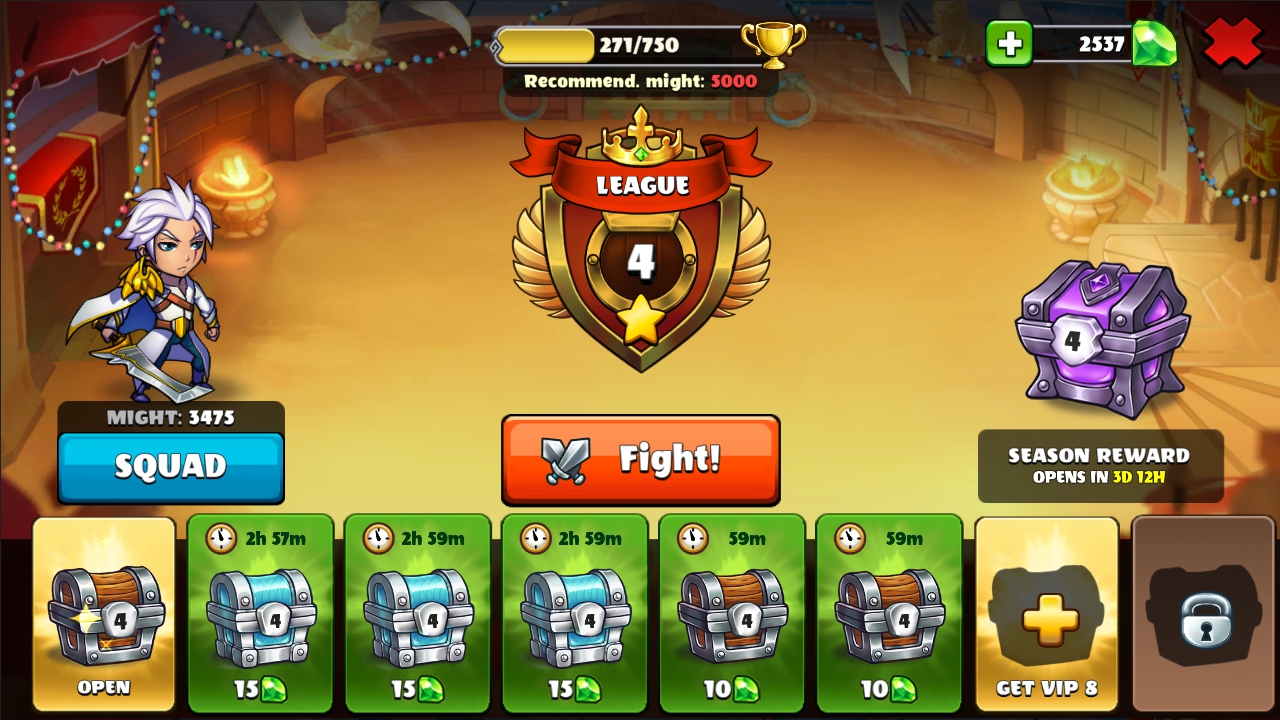 271/750
2537
Recommend. might: 5000
LEAGUE
4
4
MIGHT: 3475
SQUAD
Fight!
SEASON REWARD
OPENS IN 3D 12H
2h 57m
2h 59m
2h 59m
59m
59m
4
4
4
4
4
4
OPEN
15
15
15
10
10
GET VIP 8